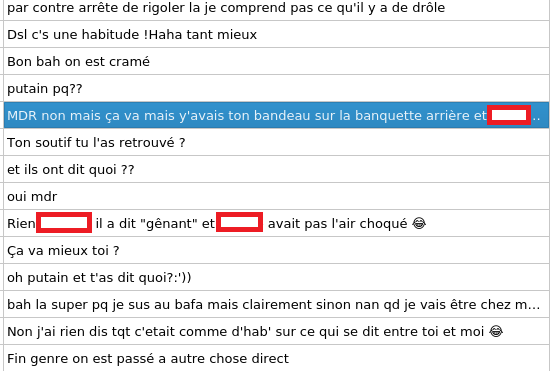 par contre arrête de rigoler la je comprend pas ce qu'il y a de drôle
Dsl c's une habitude !Haha tant mieux
Bon bah on est cramé
putain pq??
MDR non mais ça va mais y'avais ton bandeau sur la banquette arrière et ...
Ton soutif tu l'as retrouvé ?
et ils ont dit quoi ??
oui mdr
Rien il a dit "gênant" et avait pas l'air choqué 😂
Ça va mieux toi ?
oh putain et t'as dit quoi?:'))
bah la super pq je sus au bafa mais clairement sinon nan qd je vais être chez m...
Non j'ai rien dis tqt c'etait comme d'hab' sur ce qui se dit entre toi et moi 😂
Fin genre on est passé a autre chose direct